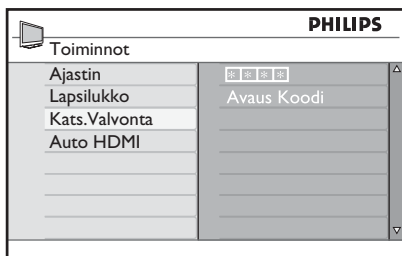 PHILIPS
Toiminnot
Ajastin
Lapsilukko
Kats.Valvonta
Auto HDMI
****
Avaus Koodi